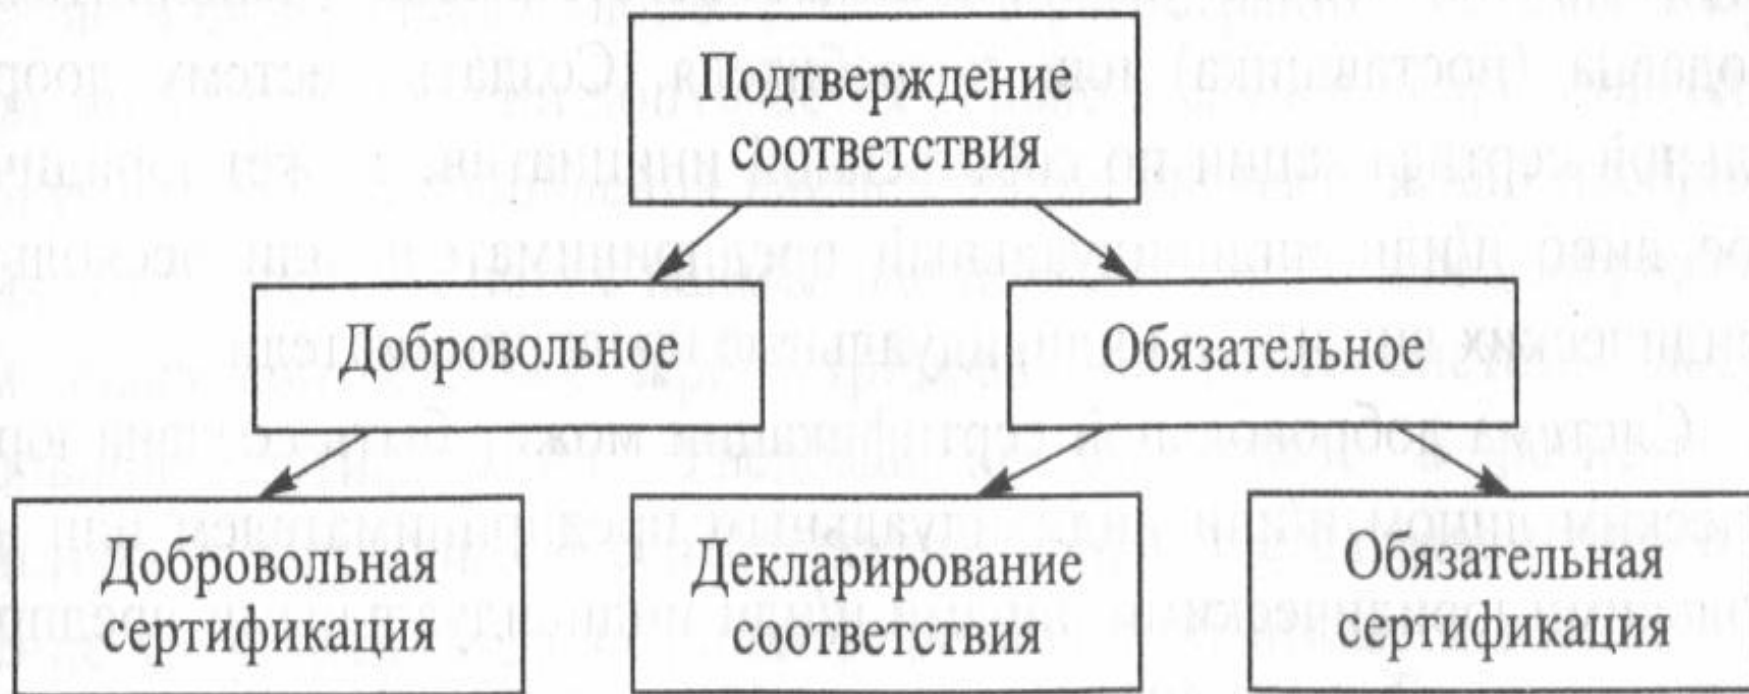 Подтверждение
соответствия
Добровольное
Обязательное
Добровольная
сертификация
Декларирование
соответствия
Обязательная
сертификация